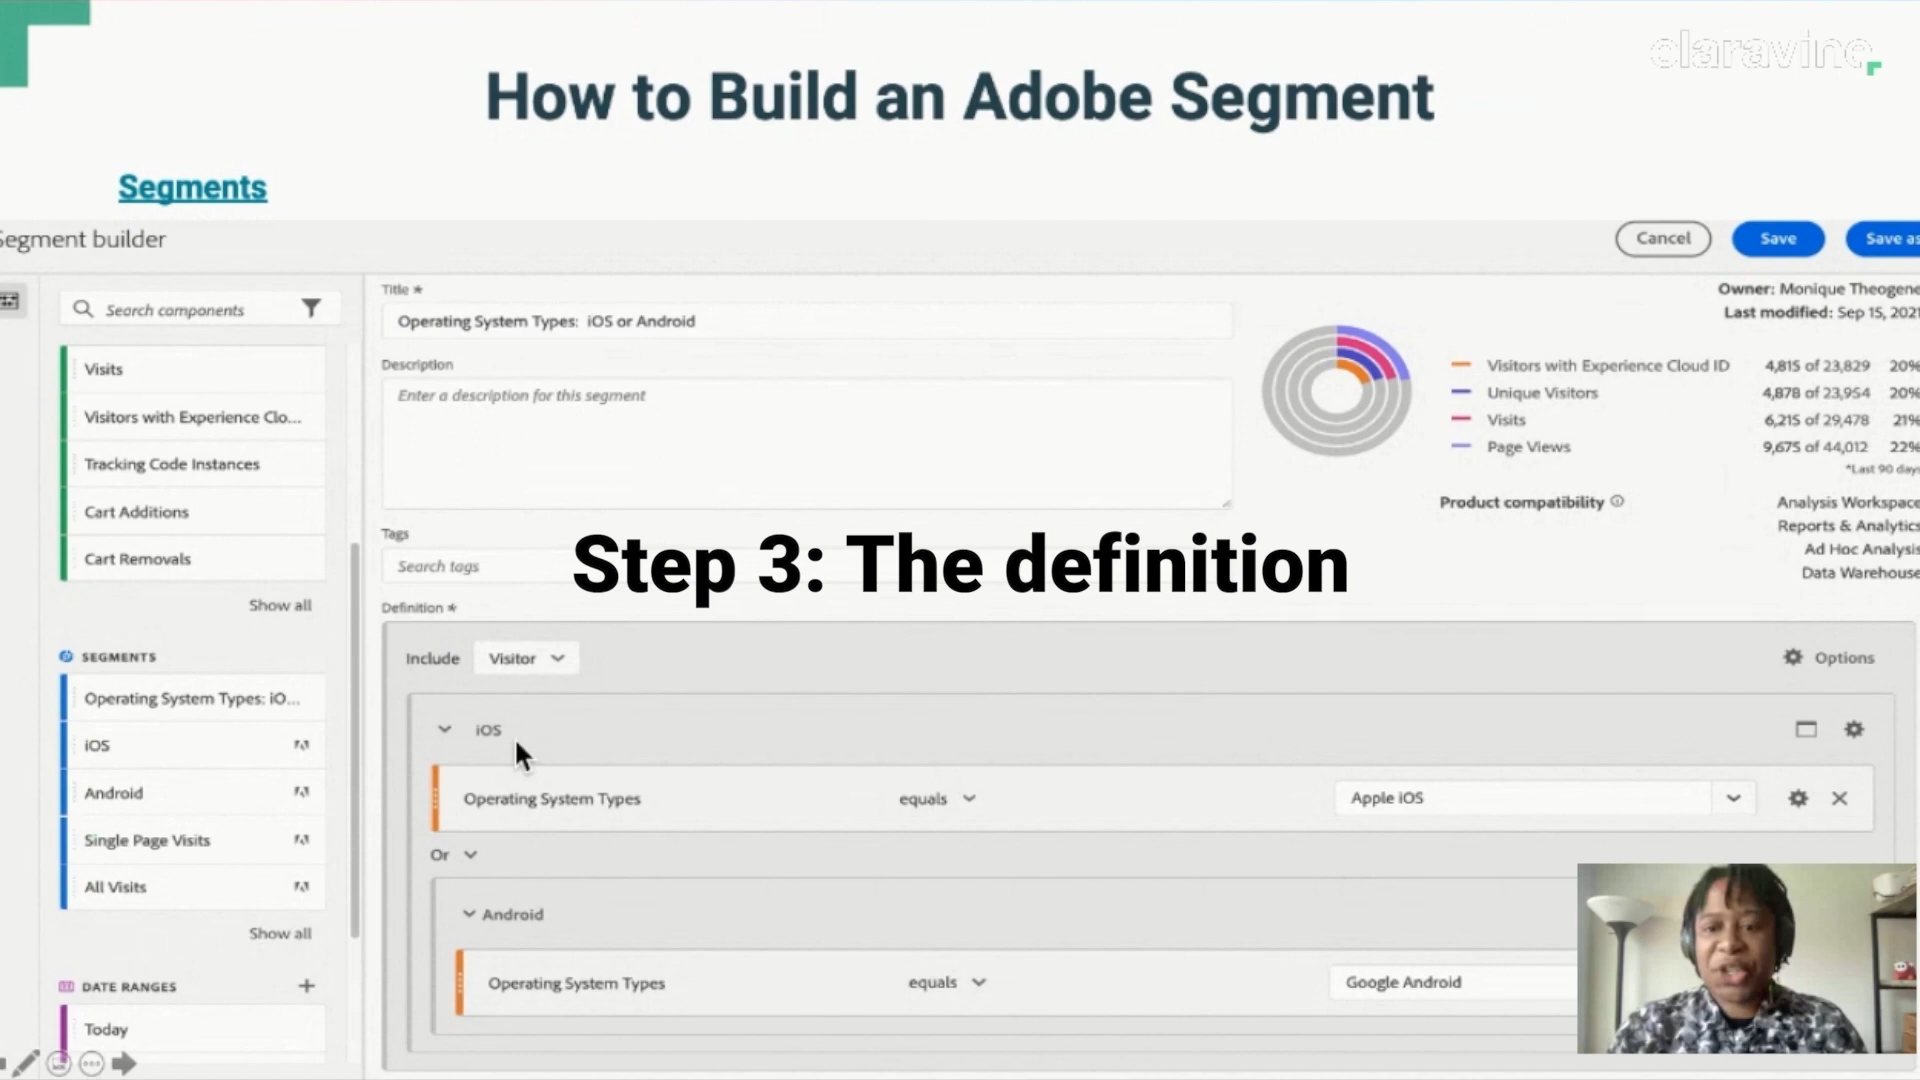 claravine
How to Build an Adobe Segment
Segments
Segment builder
Cancel
Save
Save as
Search components
Visits
Visitors with Experience Clo...
Tracking Code Instances
Cart Additions
Cart Removals
Show all
SEGMENTS
Operating System Types: iO...
iOS
Android
Single Page Visits
All Visits
Show all
DATE RANGES
Today
Title *
Operating System Types: iOS or Android
Description
Enter a description for this segment
Tags
Search tags
Step 3: The definition
Definition *
Include Visitor
Options
iOS
Operating System Types equals Apple iOS
Or
Android
Operating System Types equals Google Android
Owner: Monique Theogene
Last modified: Sep 15, 2021
Visitors with Experience Cloud ID 4,815 of 23,829 20%
Unique Visitors 4,878 of 23,954 20%
Visits 6,215 of 29,478 21%
Page Views 9,675 of 44,012 22%
*Last 90 days
Product compatibility Analysis Workspace
Reports & Analytics
Ad Hoc Analysis
Data Warehouse